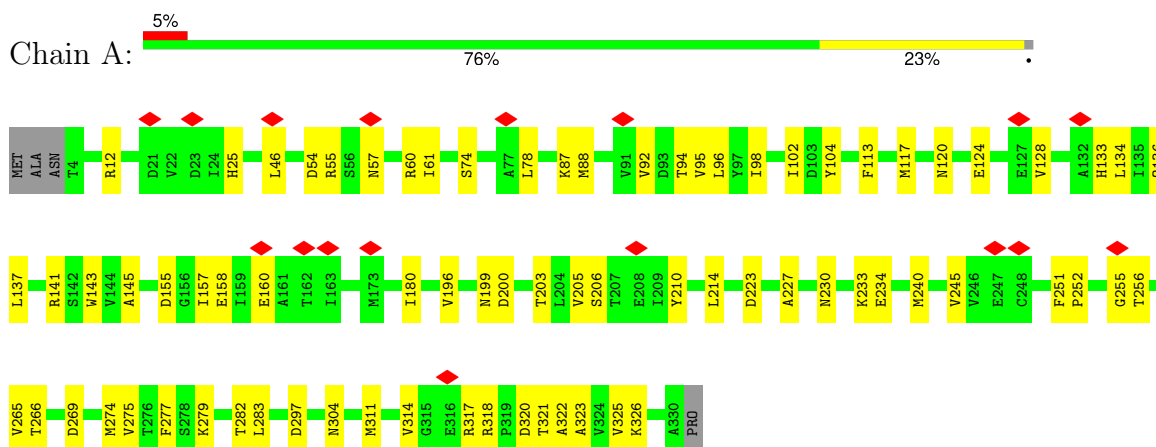 5%
Chain A:
76% 23% •
MET ALA ASN T4 R12 D21 V22 D23 I24 H25 L46 D54 R55 S56 N57 R60 I61 S74 A77 L78 K87 M88 V91 V92 D93 T94 V95 L96 Y97 I98 I102 D103 Y104 F113 M117 N120 E124 E127 V128 A132 H133 L134 I135
L137 R141 S142 W143 V144 A145 D155 G156 I157 E158 I159 E160 A161 T162 I163 M173 I180 V196 N199 D200 T203 L204 V205 S206 T207 E208 I209 Y210 L214 D223 A227 N230 K233 E234 M240 V245 V246 E247 C248 F251 P252 G255 T256
V265 T266 D269 M274 V275 T276 F277 S278 K279 T282 L283 D297 N304 M311 V314 G315 E316 R317 R318 P319 D320 T321 A322 A323 V324 V325 K326 A330 PRO